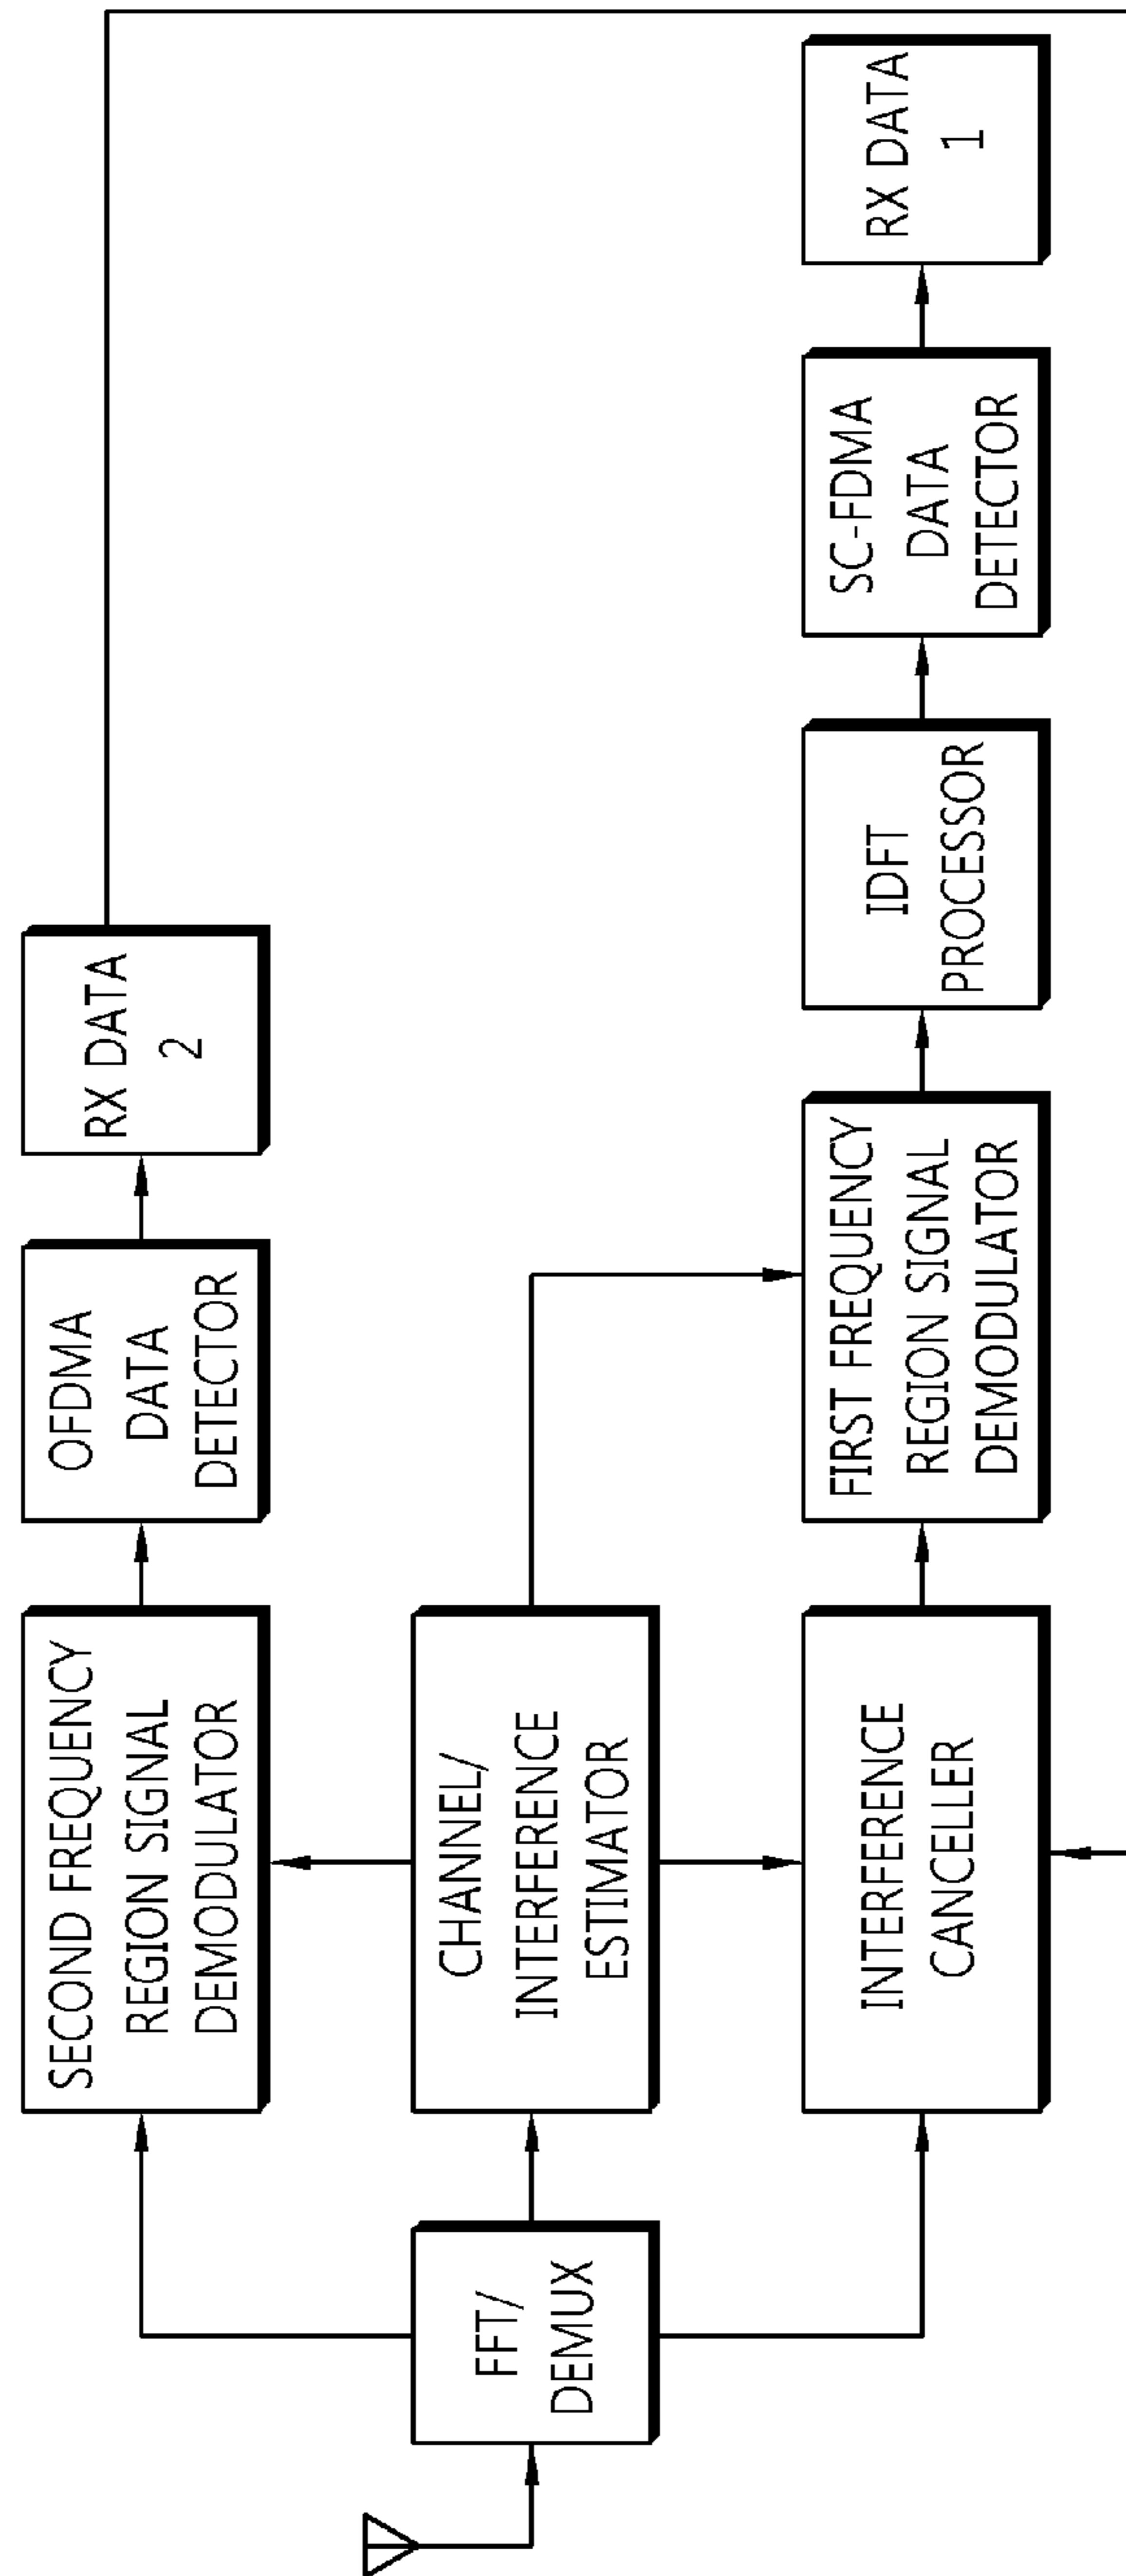 SECOND FREQUENCY
REGION SIGNAL
DEMODULATOR
OFDMA
DATA
DETECTOR
RX DATA
2
FFT/
DEMUX
CHANNEL/
INTERFERENCE
ESTIMATOR
INTERFERENCE
CANCELLER
FIRST FREQUENCY
REGION SIGNAL
DEMODULATOR
IDFT
PROCESSOR
SC-FDMA
DATA
DETECTOR
RX DATA
1